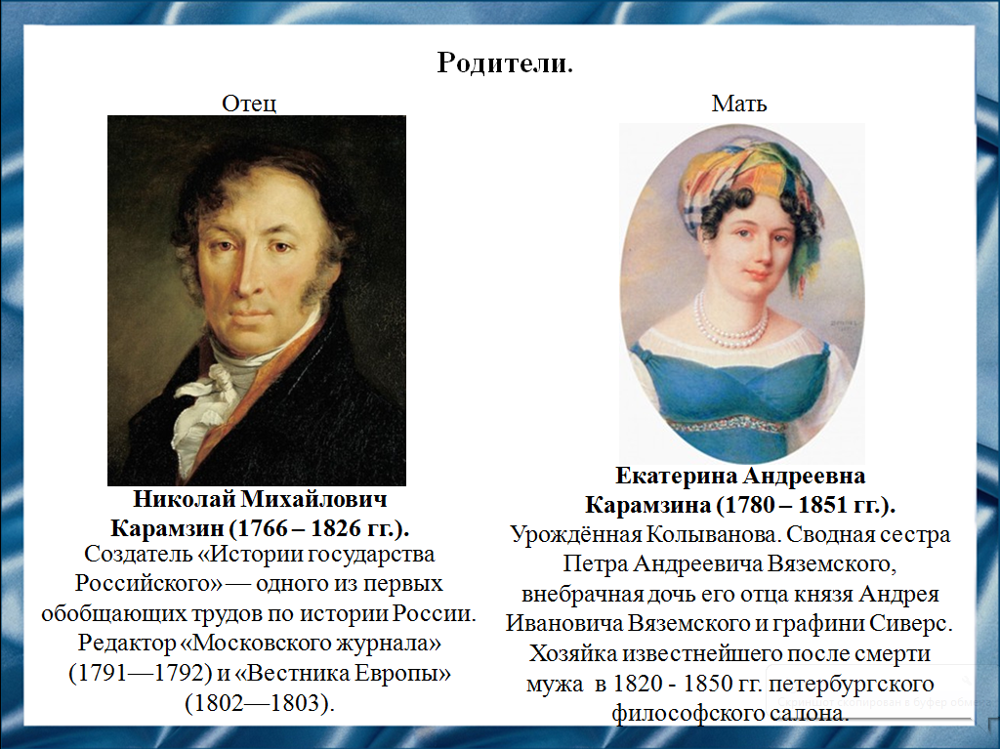 Родители.
Отец
Николай Михайлович
Карамзин (1766 – 1826 гг.).
Создатель «Истории государства
Российского» — одного из первых
обобщающих трудов по истории России.
Редактор «Московского журнала»
(1791—1792) и «Вестника Европы»
(1802—1803).
Мать
Екатерина Андреевна
Карамзина (1780 – 1851 гг.).
Урождённая Колыванова. Сводная сестра
Петра Андреевича Вяземского,
внебрачная дочь его отца князя Андрея
Ивановича Вяземского и графини Сиверс.
Хозяйка известнейшего после смерти
мужа в 1820 - 1850 гг. петербургского
философского салона.